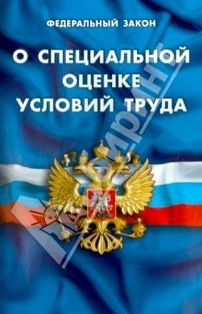 ФЕДЕРАЛЬНЫЙ ЗАКОН
О СПЕЦИАЛЬНОЙ
ОЦЕНКЕ
УСЛОВИЙ ТРУДА